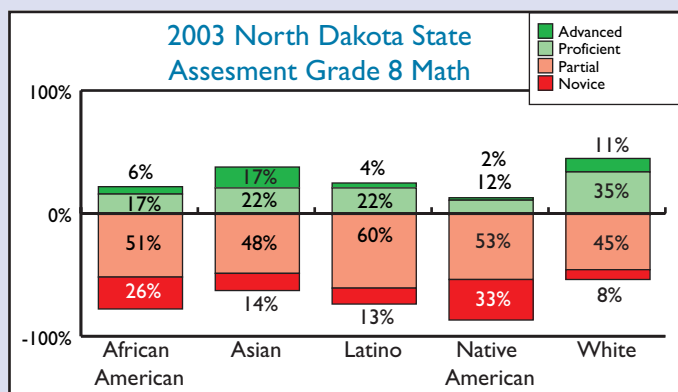 2003 North Dakota State
Assesment Grade 8 Math
Advanced
Proficient
Partial
Novice
100%
0%
-100%
6%
17%
51%
26%
17%
22%
48%
14%
4%
22%
60%
13%
2%
12%
53%
33%
11%
35%
45%
8%
African
American
Asian
Latino
Native
American
White